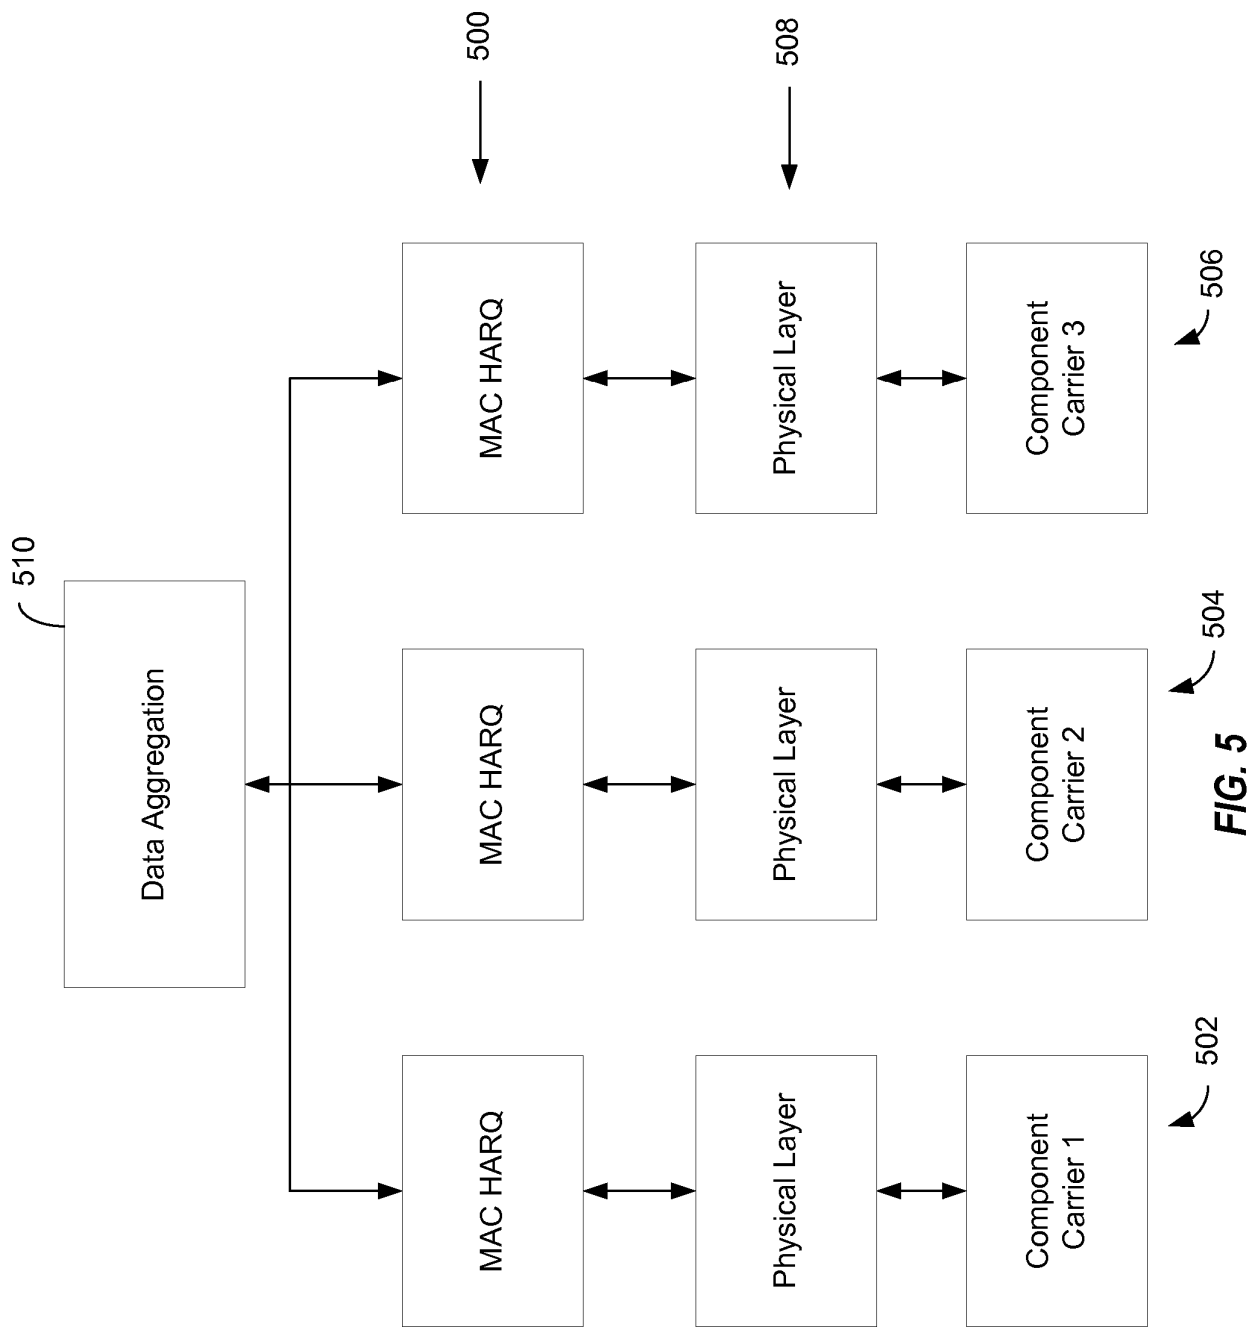 510
Data Aggregation
500
MAC HARQ
MAC HARQ
MAC HARQ
508
Physical Layer
Physical Layer
Physical Layer
Component
Carrier 1
Component
Carrier 2
Component
Carrier 3
502
504
506
FIG. 5